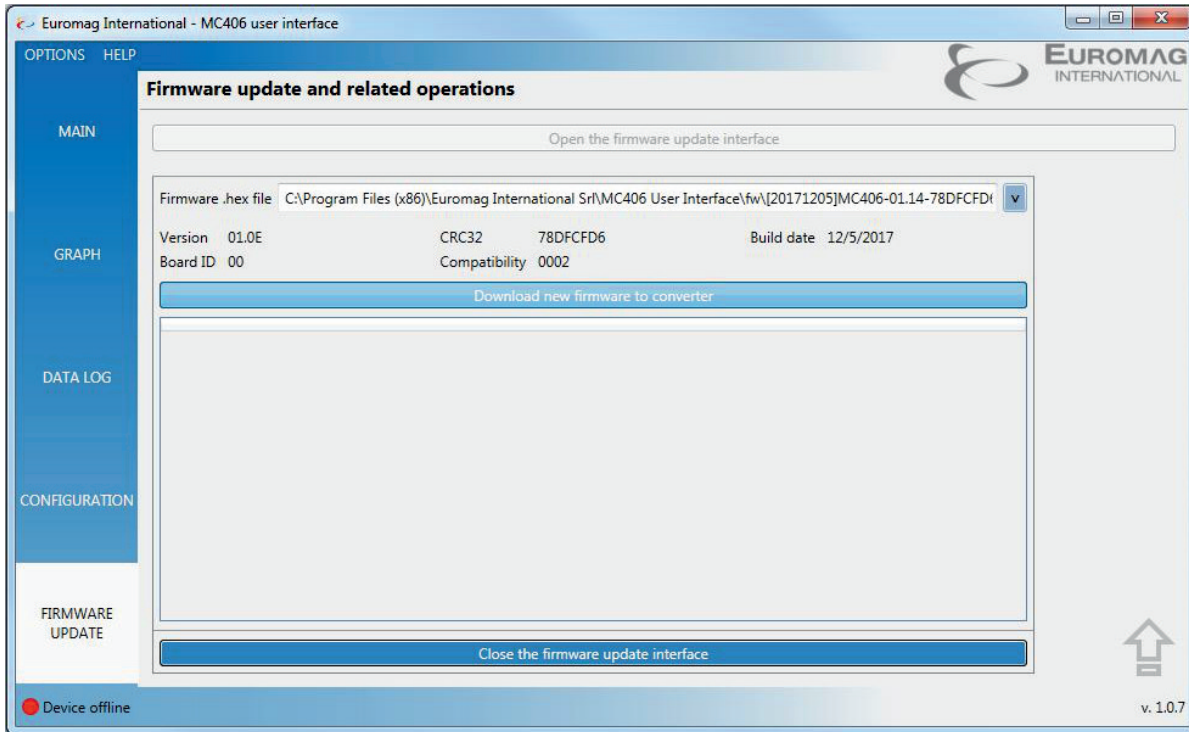 Euromag International - MC406 user interface
OPTIONS HELP
EUROMAG
INTERNATIONAL
Firmware update and related operations
MAIN
Open the firmware update interface
Firmware .hex file C:\Program Files (x86)\Euromag International Srl\MC406 User Interface\fw\[20171205]MC406-01.14-78DFCFD6 v
Version 01.0E CRC32 78DFCFD6 Build date 12/5/2017
GRAPH
Board ID 00 Compatibility 0002
Download new firmware to converter
DATA LOG
CONFIGURATION
FIRMWARE
UPDATE
Close the firmware update interface
Device offline v. 1.0.7